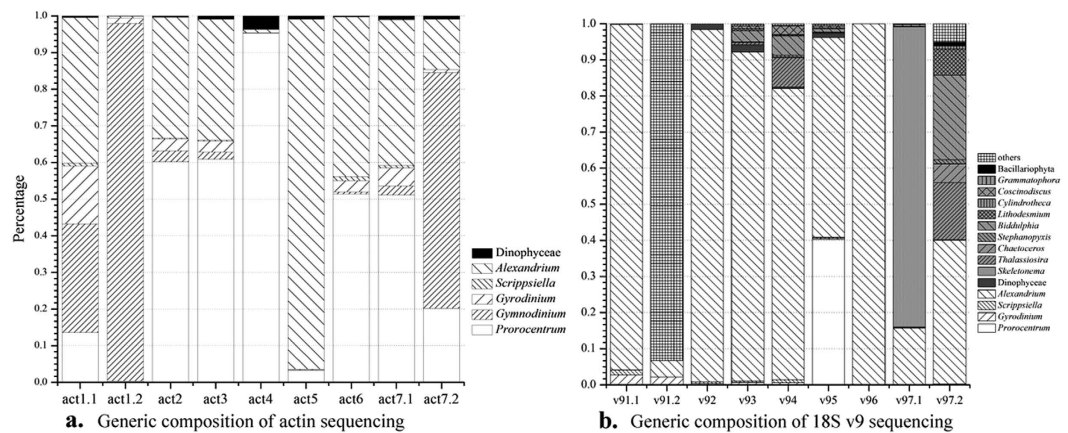 Percentage
1.0
0.9
0.8
0.7
0.6
0.5
0.4
0.3
0.2
0.1
0.0
act1.1 act1.2 act2 act3 act4 act5 act6 act7.1 act7.2
Dinophyceae
Alexandrium
Scrippsiella
Gyrodinium
Gymnodinium
Prorocentrum
a. Generic composition of actin sequencing
1.0
0.9
0.8
0.7
0.6
0.5
0.4
0.3
0.2
0.1
0.0
v91.1 v91.2 v92 v93 v94 v95 v96 v97.1 v97.2
others
Bacillariophyta
Grammatophora
Coscinodiscus
Cylindrotheca
Lithodesmium
Biddulphia
Stephanopyxis
Chaetoceros
Thalassiosira
Skeletonema
Dinophyceae
Alexandrium
Scrippsiella
Gyrodinium
Prorocentrum
b. Generic composition of 18S v9 sequencing